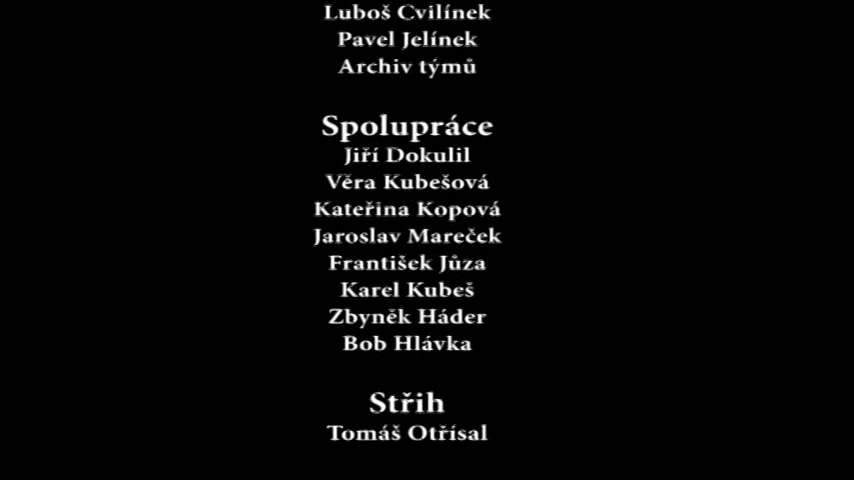 Luboš Cvilínek
Pavel Jelínek
Archiv týmů
Spolupráce
Jiří Dokulil
Věra Kubešová
Kateřina Kopová
Jaroslav Mareček
František Jůza
Karel Kubeš
Zbyněk Háder
Bob Hlávka
Střih
Tomáš Otřísal